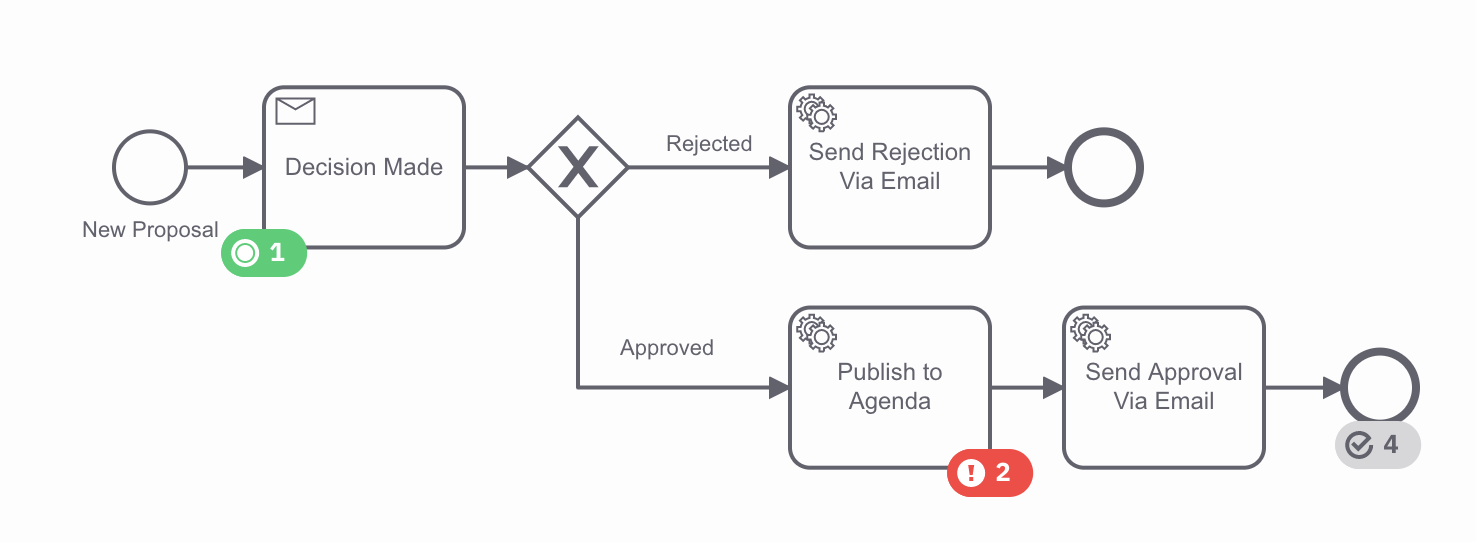 New Proposal
Decision Made
1
X
Rejected
Send Rejection
Via Email
Approved
Publish to
Agenda
! 2
Send Approval
Via Email
4